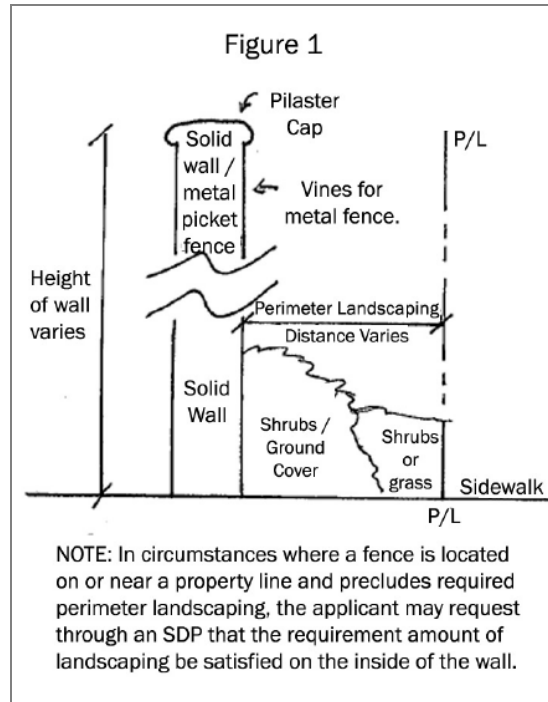 Figure 1
Pilaster
Cap
P/L
Solid
wall /
metal
picket
fence
Vines for
metal fence.
Height
of wall
varies
Perimeter Landscaping
Distance Varies
Solid
Wall
Shrubs /
Ground
Cover
Shrubs
or
grass
Sidewalk
P/L
NOTE: In circumstances where a fence is located
on or near a property line and precludes required
perimeter landscaping, the applicant may request
through an SDP that the requirement amount of
landscaping be satisfied on the inside of the wall.